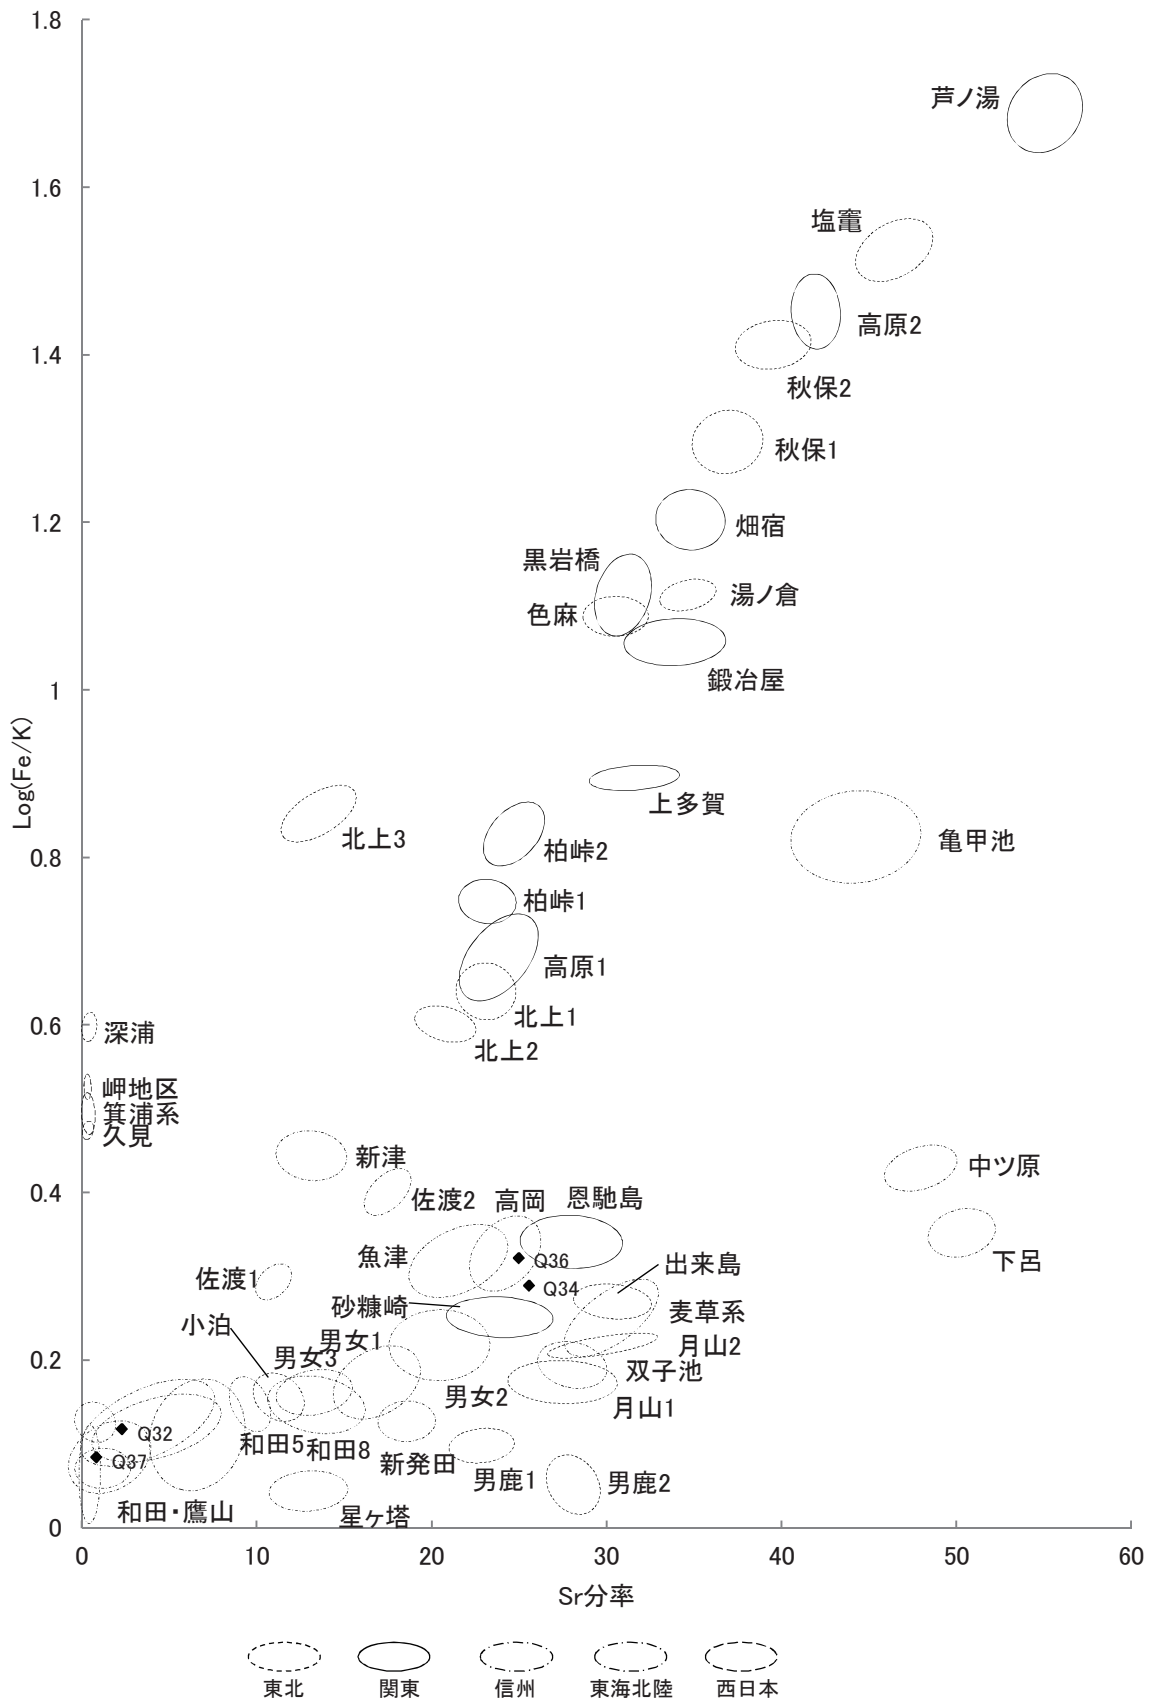 1.8
芦ノ湯
1.6
塩竈
高原2
1.4
秋保2
秋保1
1.2
畑宿
黒岩橋
湯ノ倉
色麻
鍛冶屋
1
Log(Fe/K)
上多賀
北上3
柏峠2
亀甲池
0.8
柏峠1
高原1
北上1
0.6
深浦
北上2
岬地区
箕浦系
久見
新津
中ツ原
0.4
佐渡2
高岡
恩馳島
魚津
Q36
下呂
佐渡1
出来島
Q34
砂糠崎
麦草系
小泊
男女1
月山2
0.2
男女3
双子池
男女2
月山1
Q32
和田5
和田8
新発田
Q37
男鹿1
男鹿2
和田・鷹山
星ヶ塔
0
0 10 20 30 40 50 60
Sr分率
東北 関東 信州 東海北陸 西日本